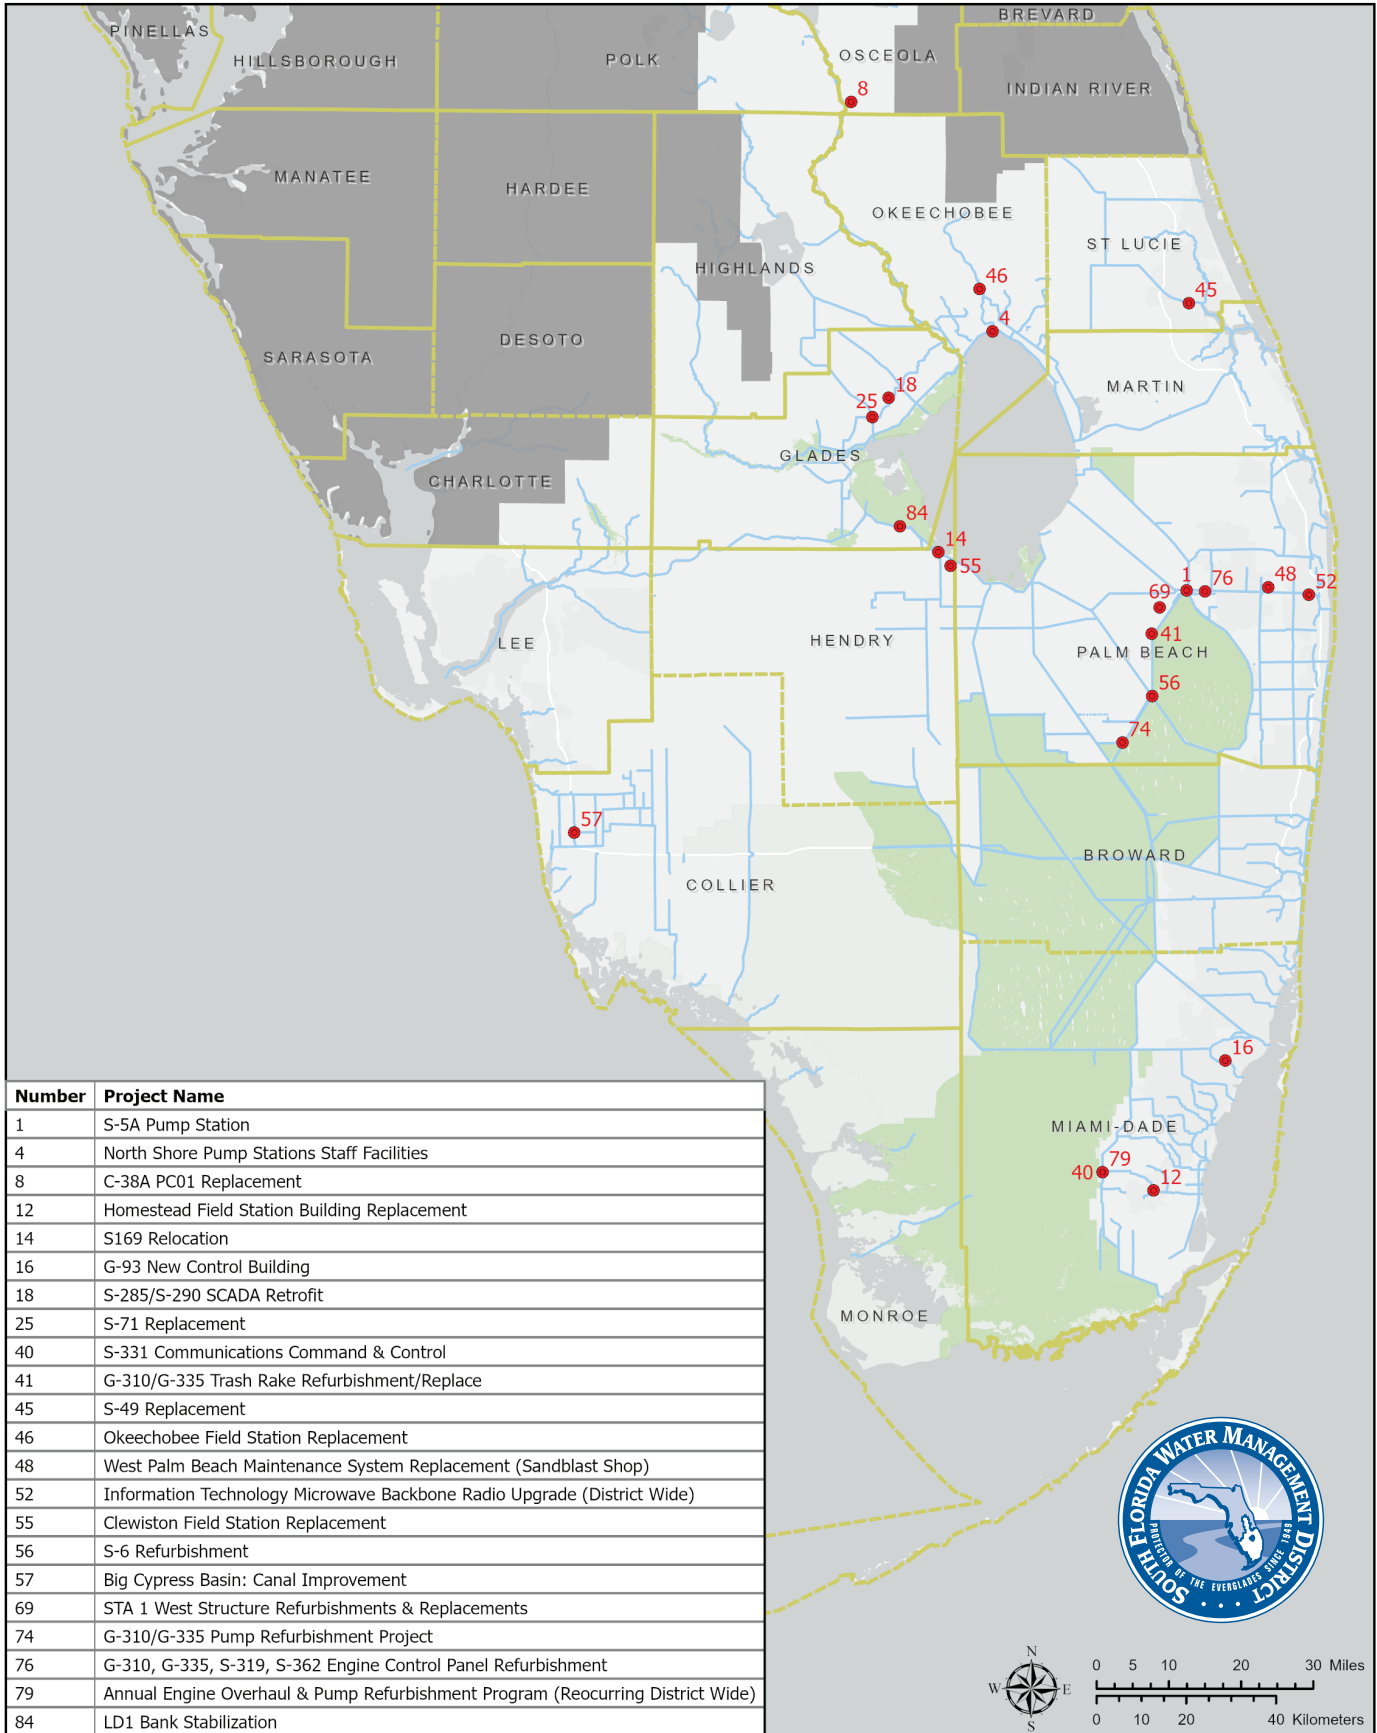 BREVARD
PINELLAS
HILLSBOROUGH
POLK
OSCEOLA
INDIAN RIVER
8
MANATEE
HARDEE
OKEECHOBEE
ST LUCIE
HIGHLANDS
46
45
4
SARASOTA
DESOTO
MARTIN
18
25
GLADES
CHARLOTTE
84
14
55
1
76
48
52
69
41
LEE
HENDRY
PALM BEACH
56
74
57
BROWARD
COLLIER
16
MIAMI-DADE
79
40
12
MONROE
Number Project Name
1 S-5A Pump Station
4 North Shore Pump Stations Staff Facilities
8 C-38A PC01 Replacement
12 Homestead Field Station Building Replacement
14 S169 Relocation
16 G-93 New Control Building
18 S-285/S-290 SCADA Retrofit
25 S-71 Replacement
40 S-331 Communications Command & Control
41 G-310/G-335 Trash Rake Refurbishment/Replace
45 S-49 Replacement
46 Okeechobee Field Station Replacement
48 West Palm Beach Maintenance System Replacement (Sandblast Shop)
52 Information Technology Microwave Backbone Radio Upgrade (District Wide)
55 Clewiston Field Station Replacement
56 S-6 Refurbishment
57 Big Cypress Basin: Canal Improvement
69 STA 1 West Structure Refurbishments & Replacements
74 G-310/G-335 Pump Refurbishment Project
76 G-310, G-335, S-319, S-362 Engine Control Panel Refurbishment
79 Annual Engine Overhaul & Pump Refurbishment Program (Reocurring District Wide)
84 LD1 Bank Stabilization
SOUTH FLORIDA WATER MANAGEMENT DISTRICT
PROTECTOR OF THE EVERGLADES SINCE 1949
N
W E
S
0 5 10 20 30 Miles
0 10 20 40 Kilometers